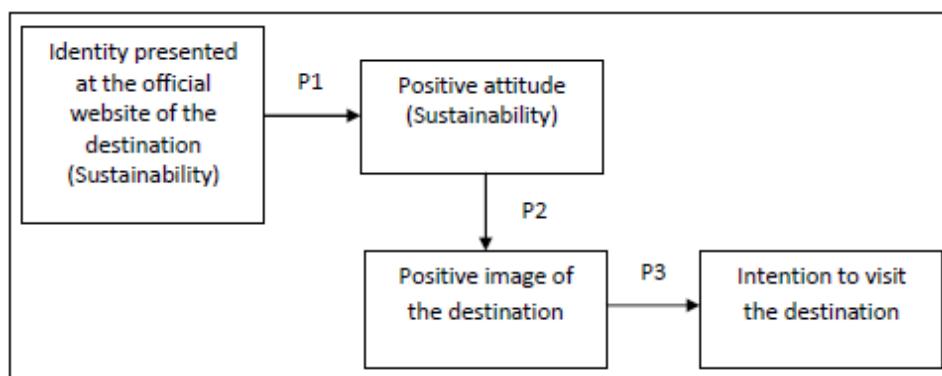 Identity presented
at the official
website of the
destination
(Sustainability)
P1
Positive attitude
(Sustainability)
P2
Positive image of
the destination
P3
Intention to visit
the destination